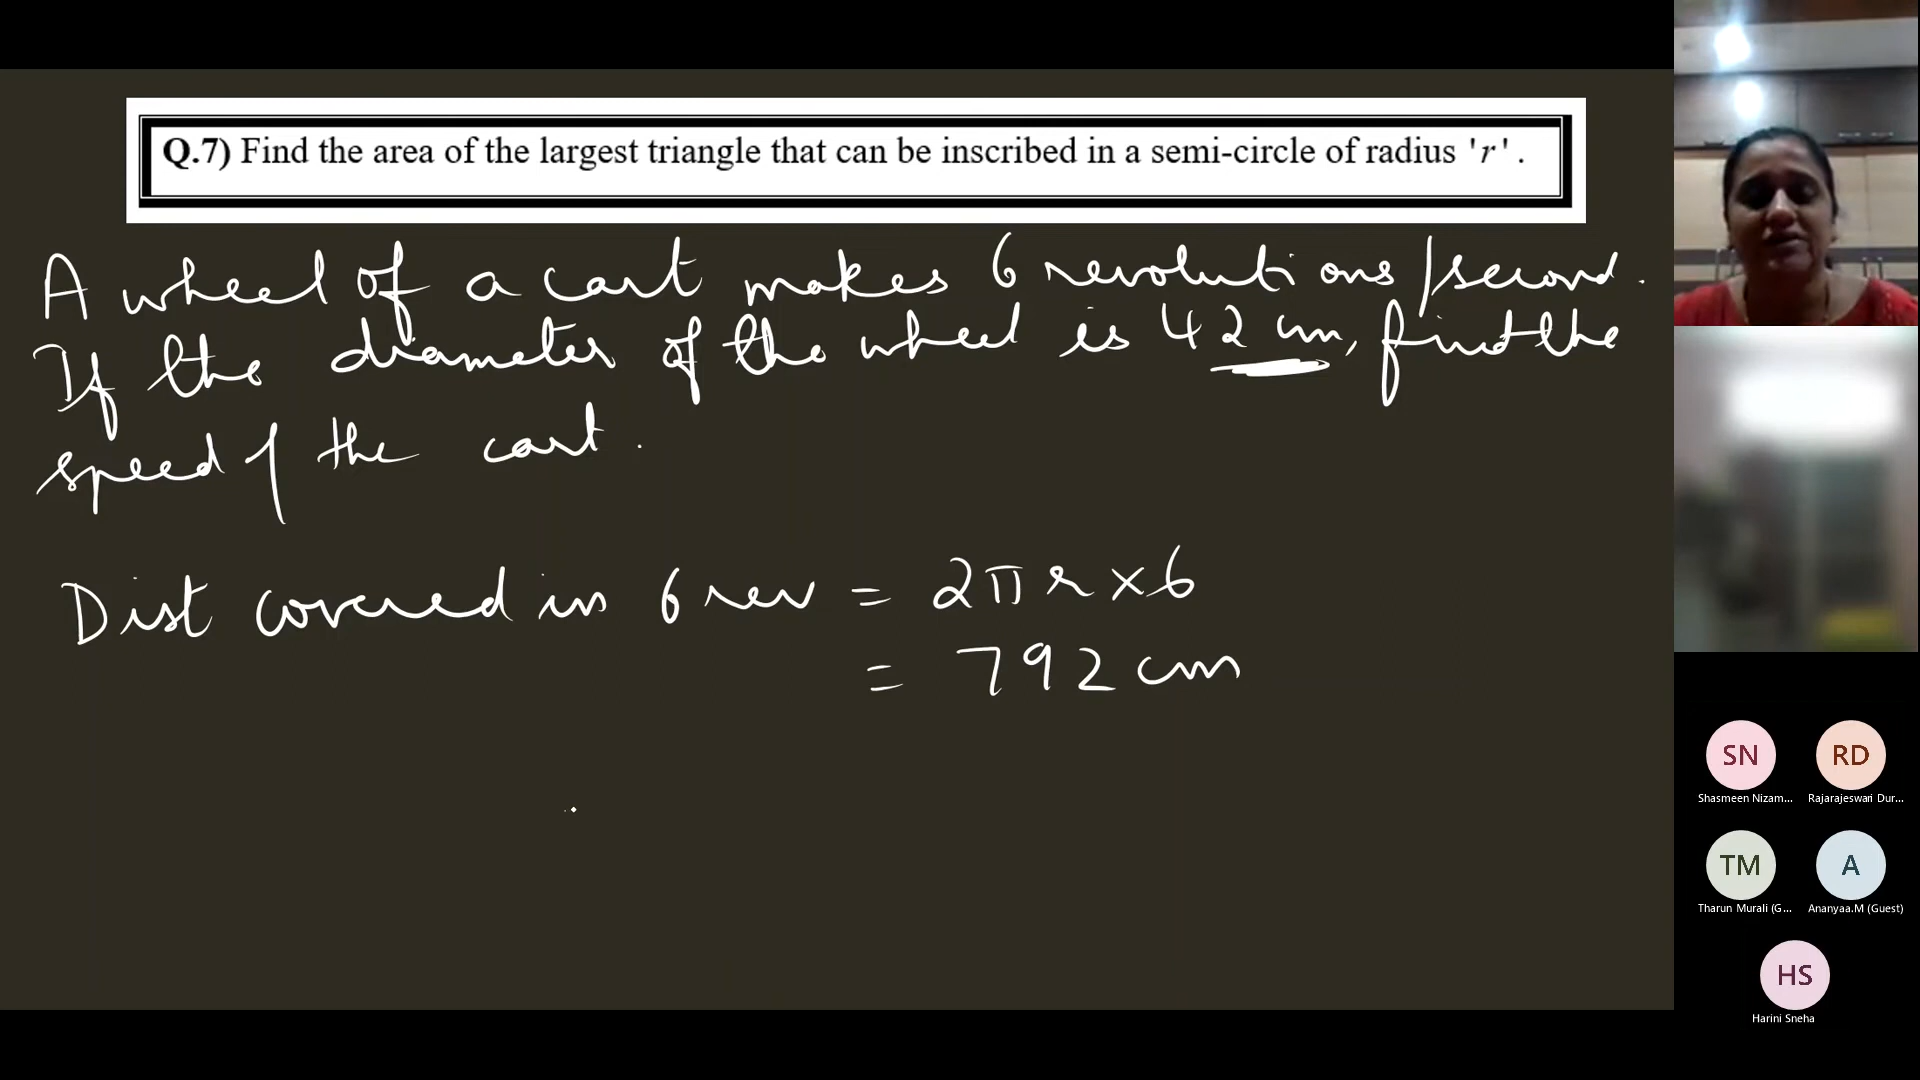 Q.7) Find the area of the largest triangle that can be inscribed in a semi-circle of radius 'r'.
A wheel of a cart makes 6 revolutions/second.
If the diameter of the wheel is 42 cm, find the
speed of the cart.
Dist covered in 6 rev = 2πr×6
= 792 cm
SN
RD
Shasmeen Nizam...
Rajarajeswari Dur...
TM
A
Tharun Murali (G...
Ananyaa.M (Guest)
HS
Harini Sneha